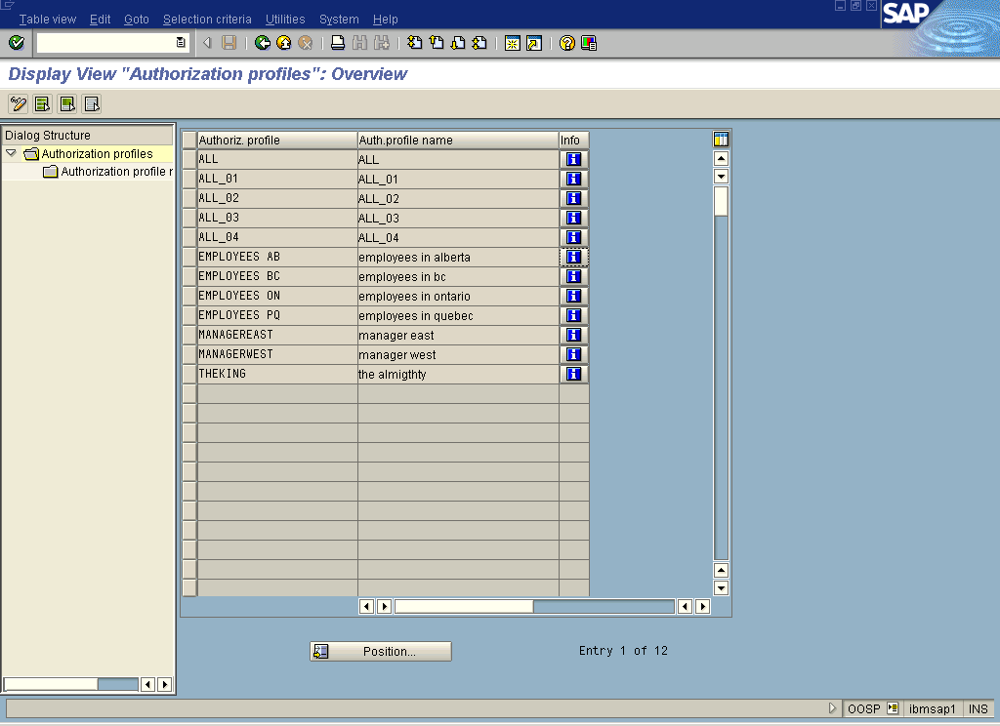 Table view Edit Goto Selection criteria Utilities System Help
SAP
Display View "Authorization profiles": Overview
Dialog Structure
Authorization profiles
Authorization profile r
Authoriz. profile Auth.profile name Info
ALL ALL
ALL_01 ALL_01
ALL_02 ALL_02
ALL_03 ALL_03
ALL_04 ALL_04
EMPLOYEES AB employees in alberta
EMPLOYEES BC employees in bc
EMPLOYEES ON employees in ontario
EMPLOYEES PQ employees in quebec
MANAGEREAST manager east
MANAGERWEST manager west
THEKING the almigthty
Position... Entry 1 of 12
OOSP ibmsap1 INS